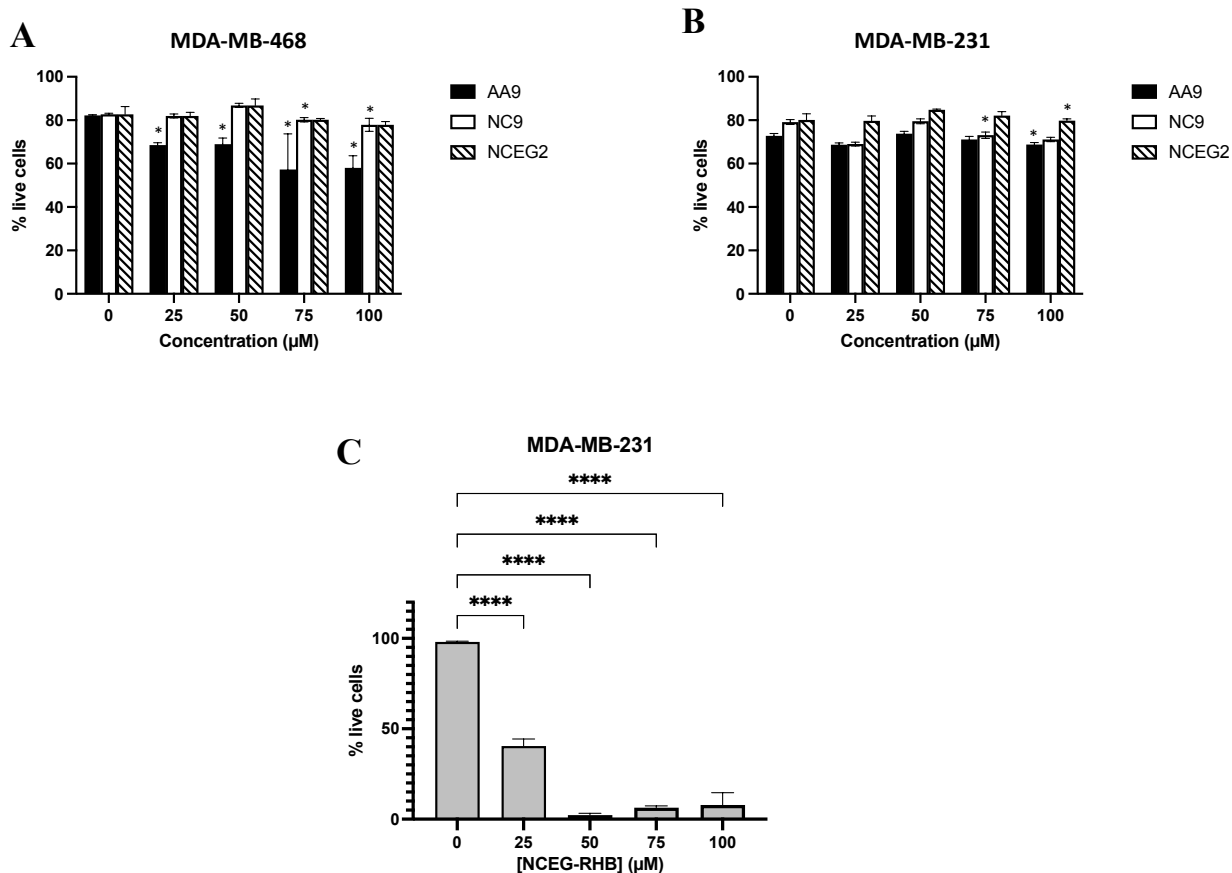 A
MDA-MB-468
100
80
60
40
20
0
% live cells
* * * * * *
0 25 50 75 100
Concentration (µM)
AA9
NC9
NCEG2
B
MDA-MB-231
100
80
60
40
20
0
% live cells
* * *
0 25 50 75 100
Concentration (µM)
AA9
NC9
NCEG2
C
MDA-MB-231
****
****
****
****
100
50
0
% live cells
0 25 50 75 100
[NCEG-RHB] (µM)